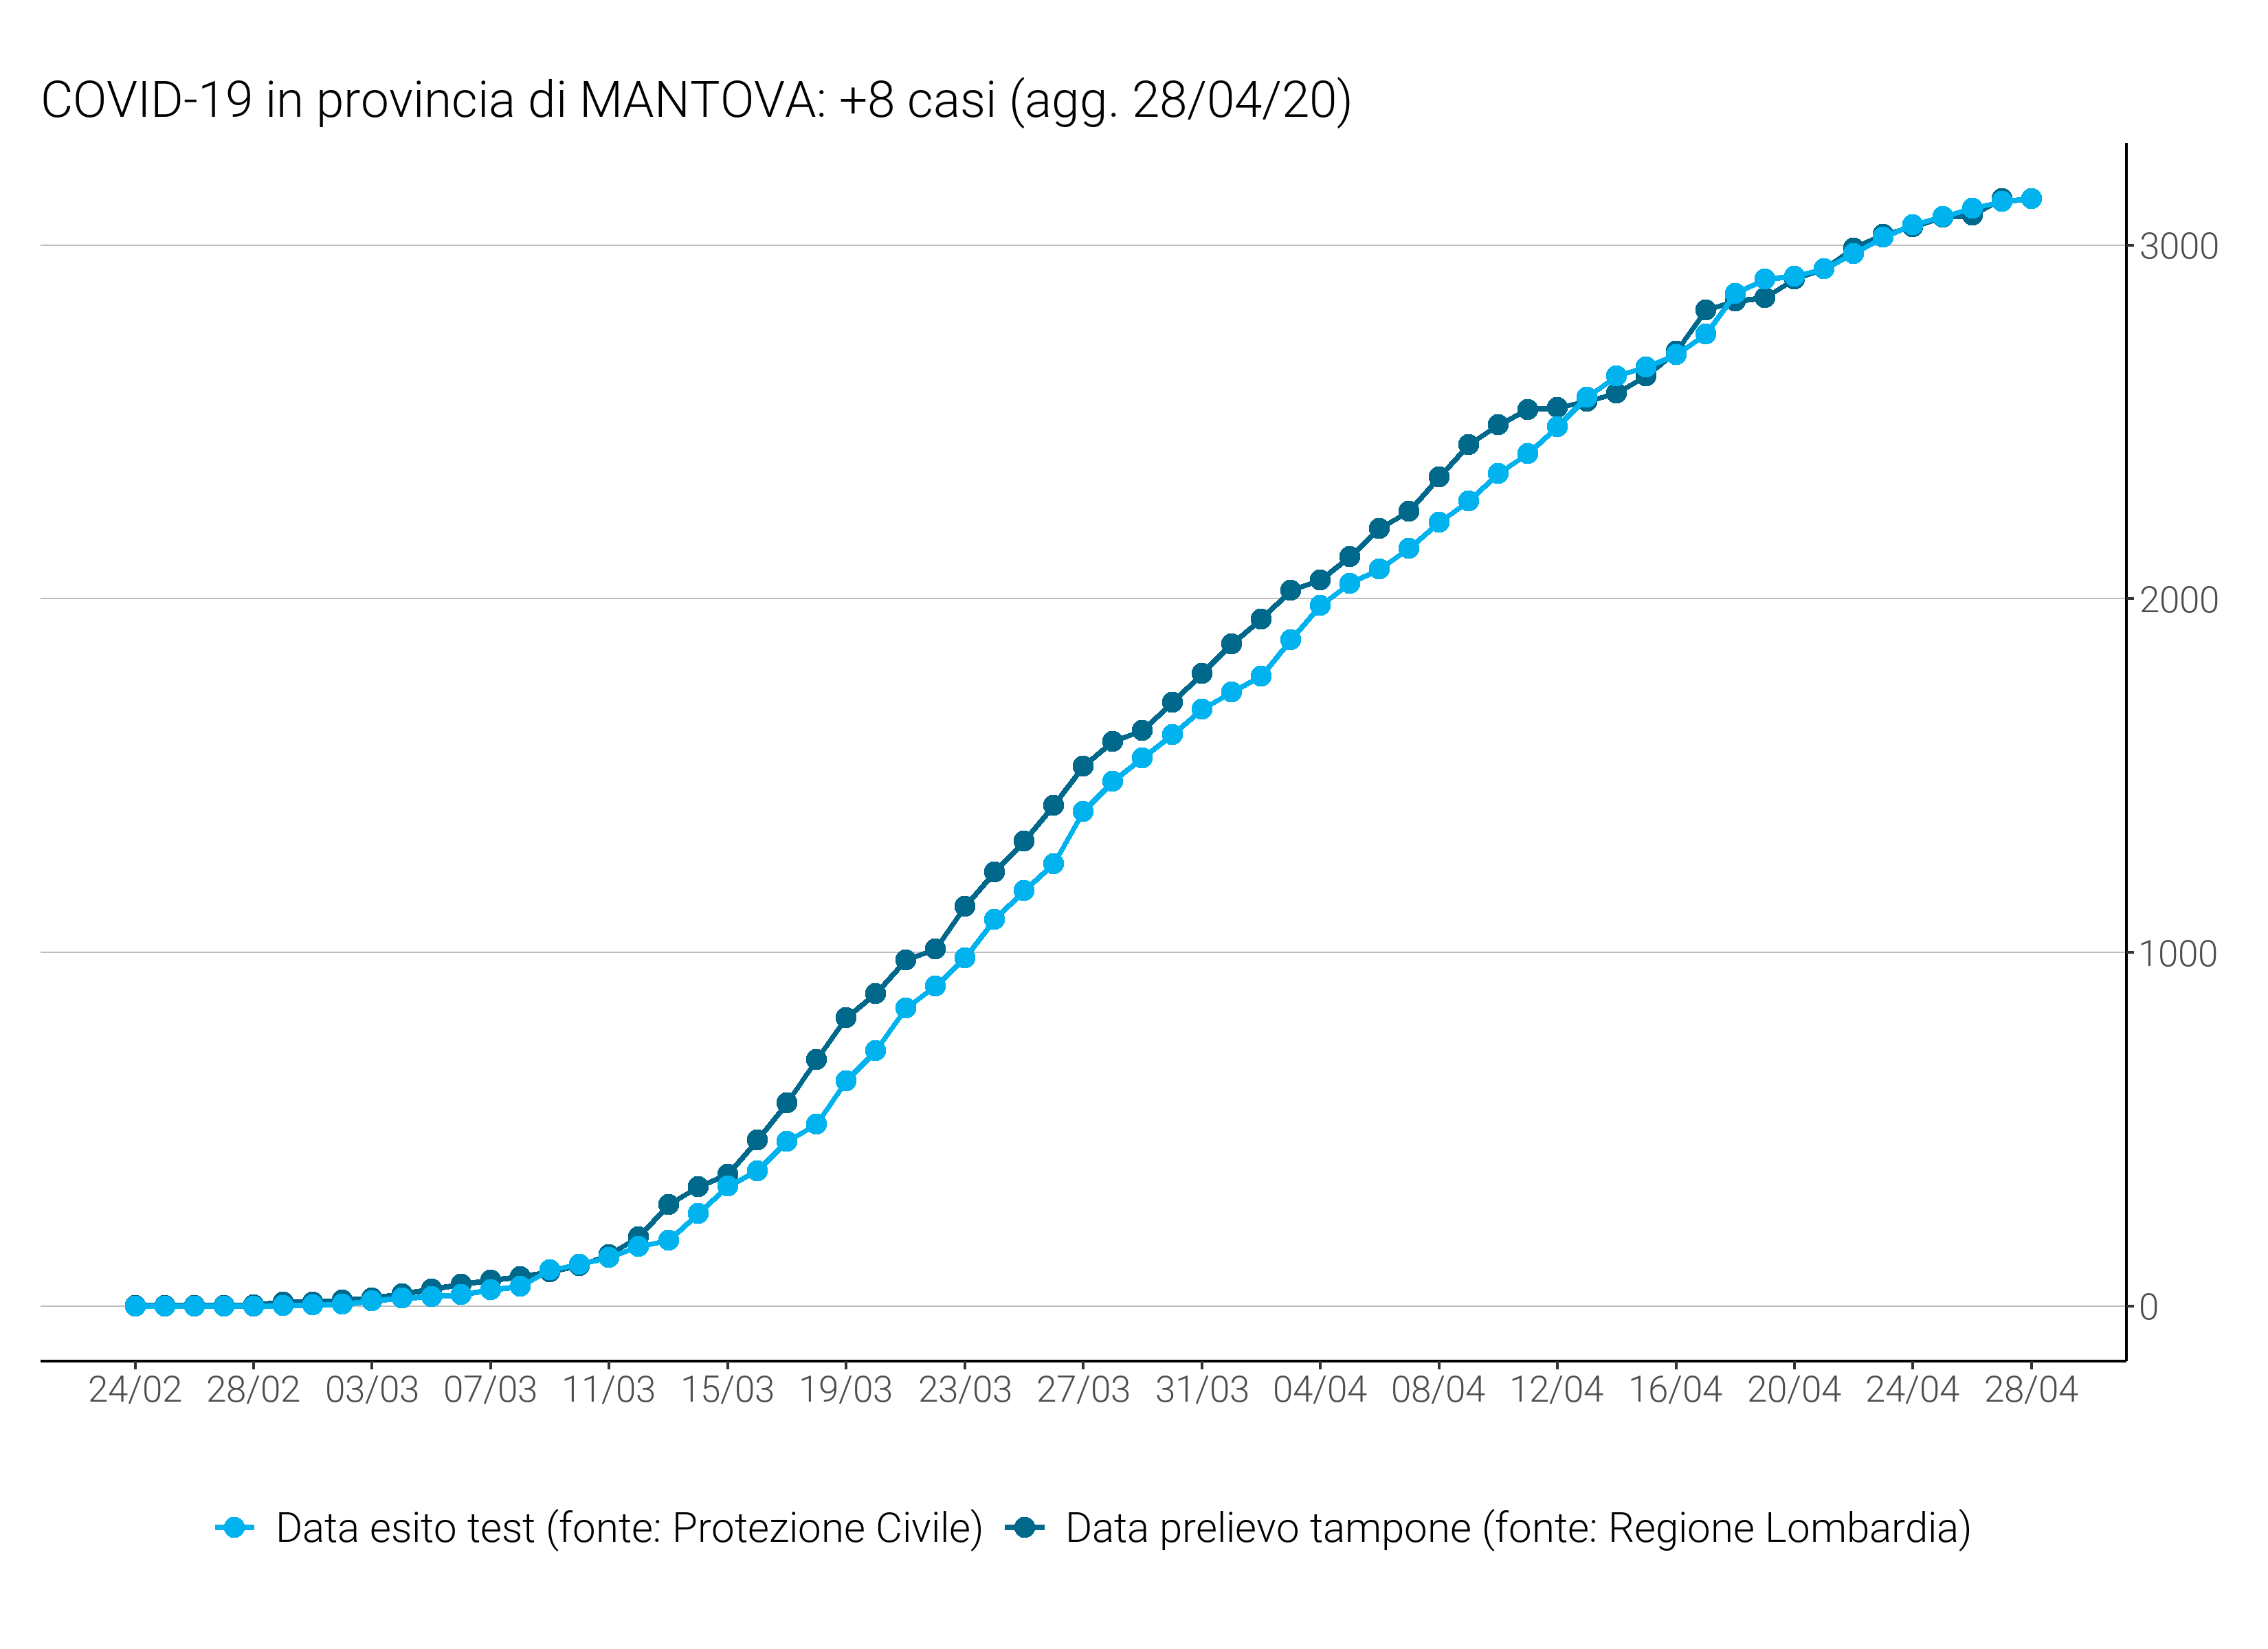 COVID-19 in provincia di MANTOVA: +8 casi (agg. 28/04/20)
3000
2000
1000
0
24/02 28/02 03/03 07/03 11/03 15/03 19/03 23/03 27/03 31/03 04/04 08/04 12/04 16/04 20/04 24/04 28/04
Data esito test (fonte: Protezione Civile) Data prelievo tampone (fonte: Regione Lombardia)